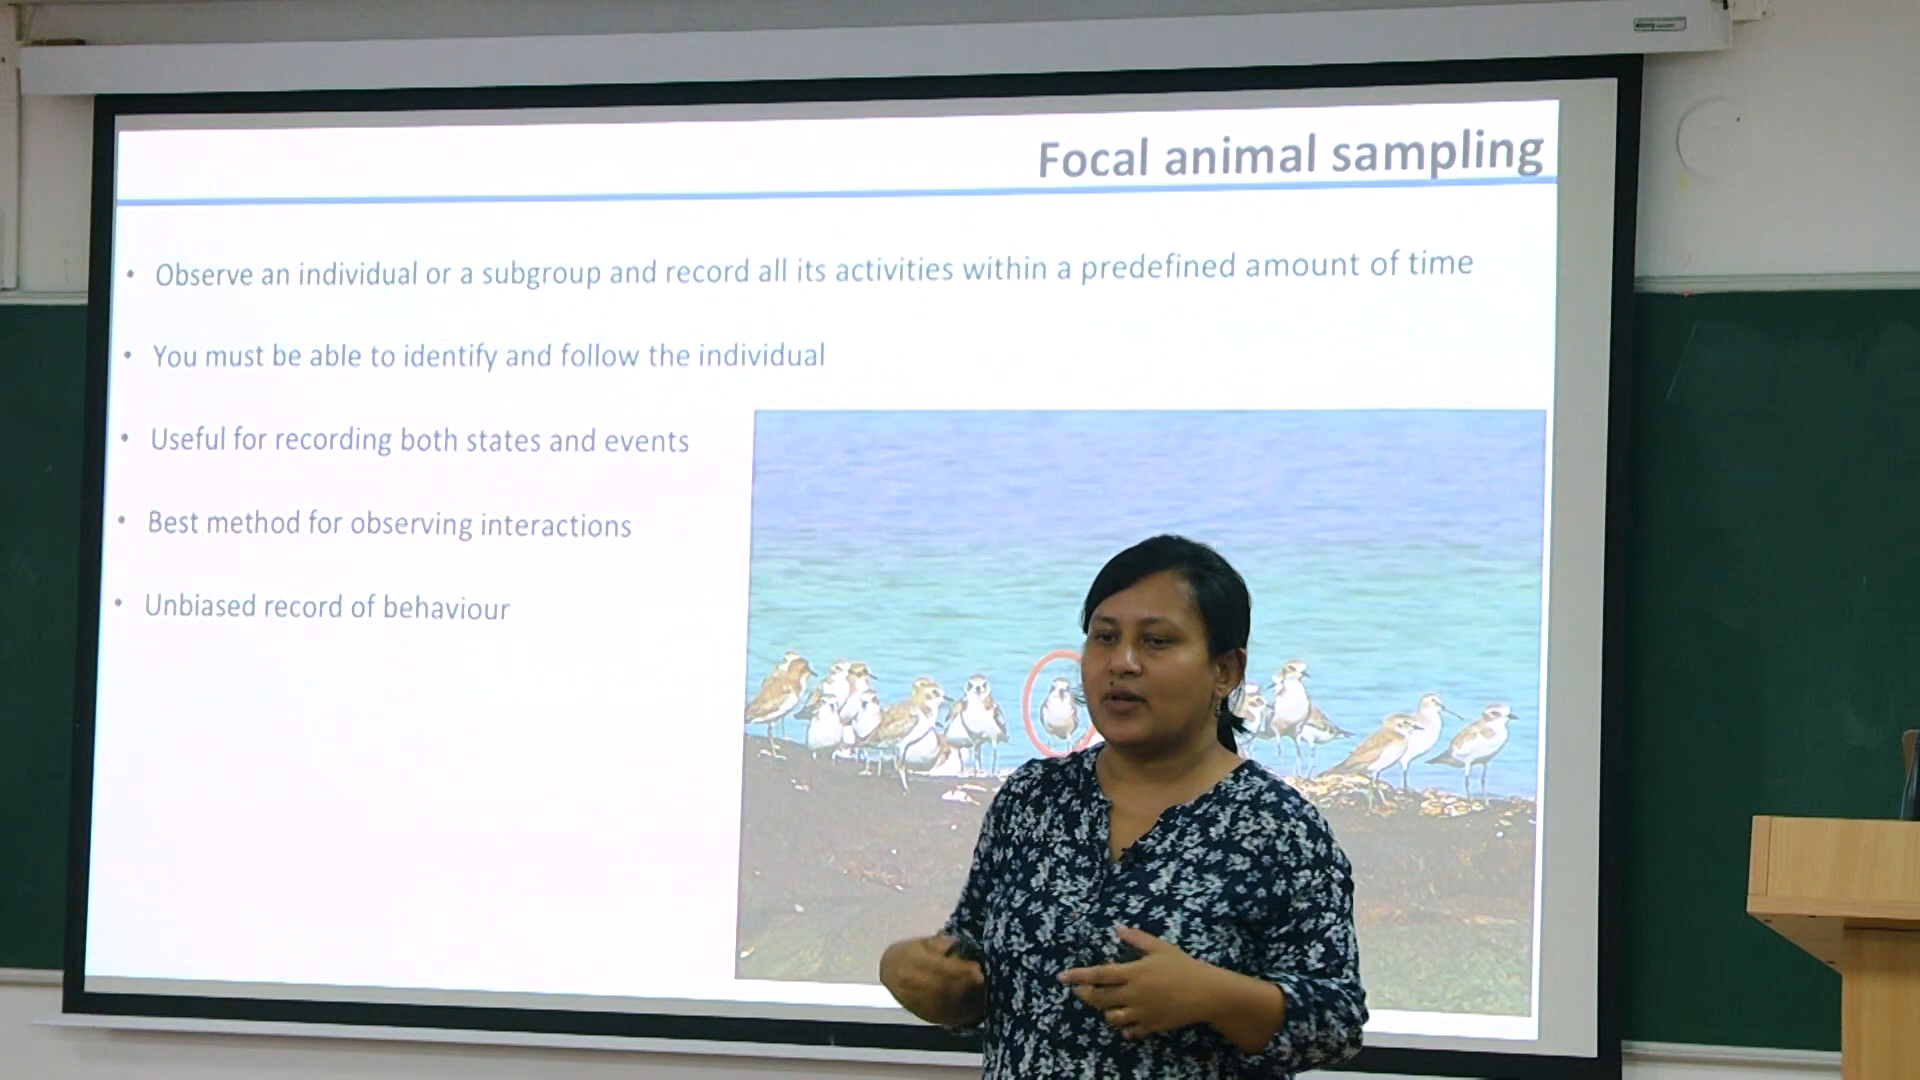 Focal animal sampling
• Observe an individual or a subgroup and record all its activities within a predefined amount of time
• You must be able to identify and follow the individual
• Useful for recording both states and events
• Best method for observing interactions
• Unbiased record of behaviour